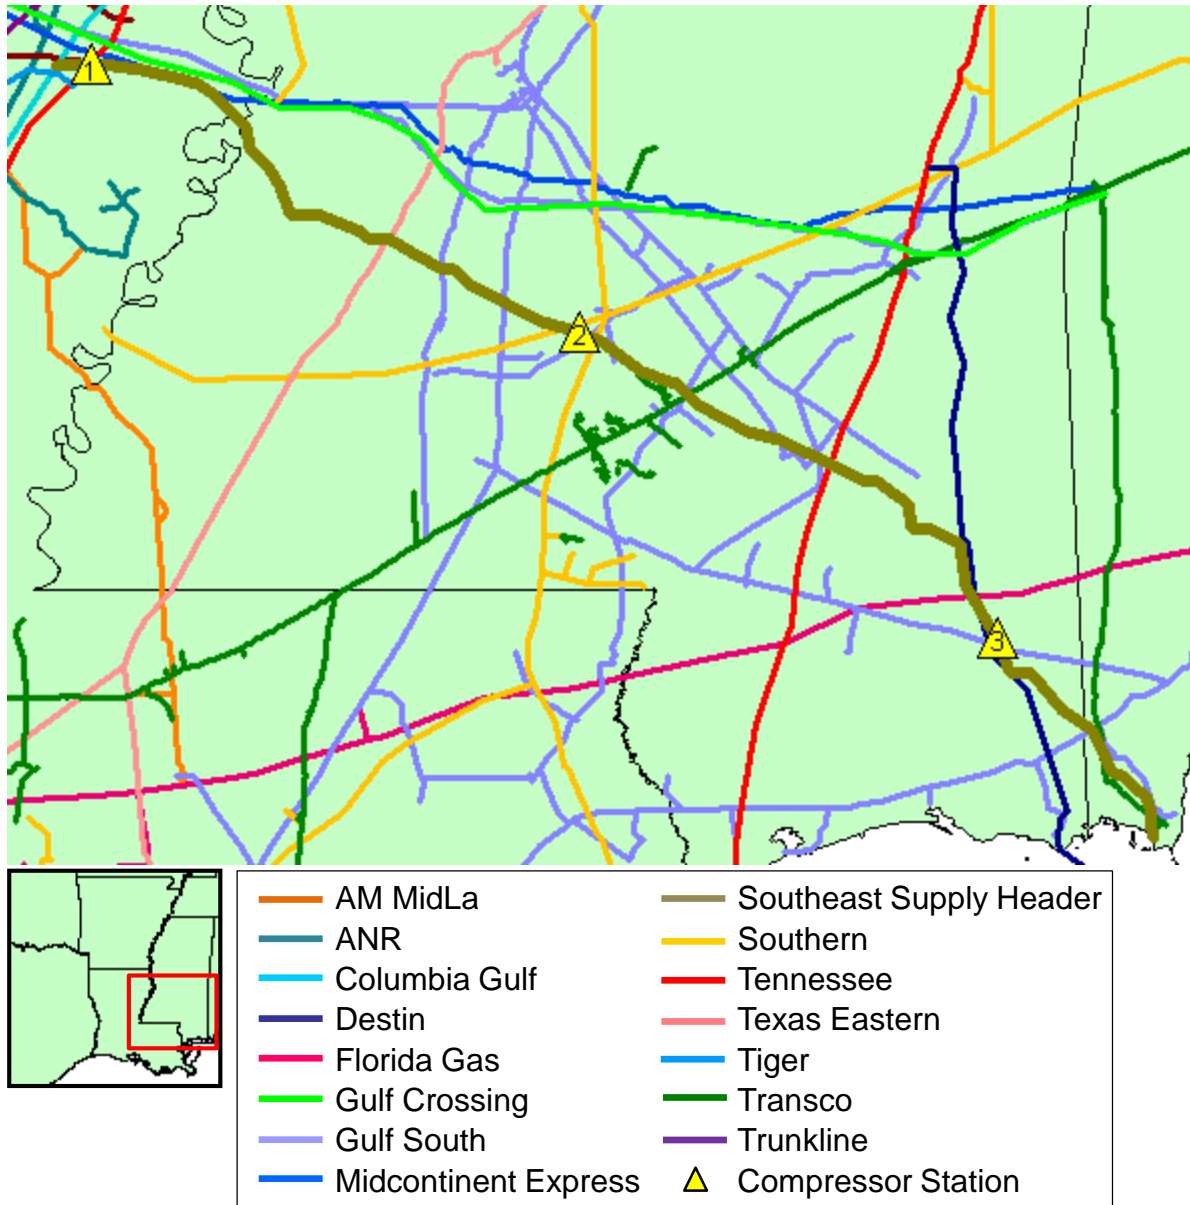 1
2
3
AM MidLa
Southeast Supply Header
ANR
Southern
Columbia Gulf
Tennessee
Destin
Texas Eastern
Florida Gas
Tiger
Gulf Crossing
Transco
Gulf South
Trunkline
Midcontinent Express
Compressor Station